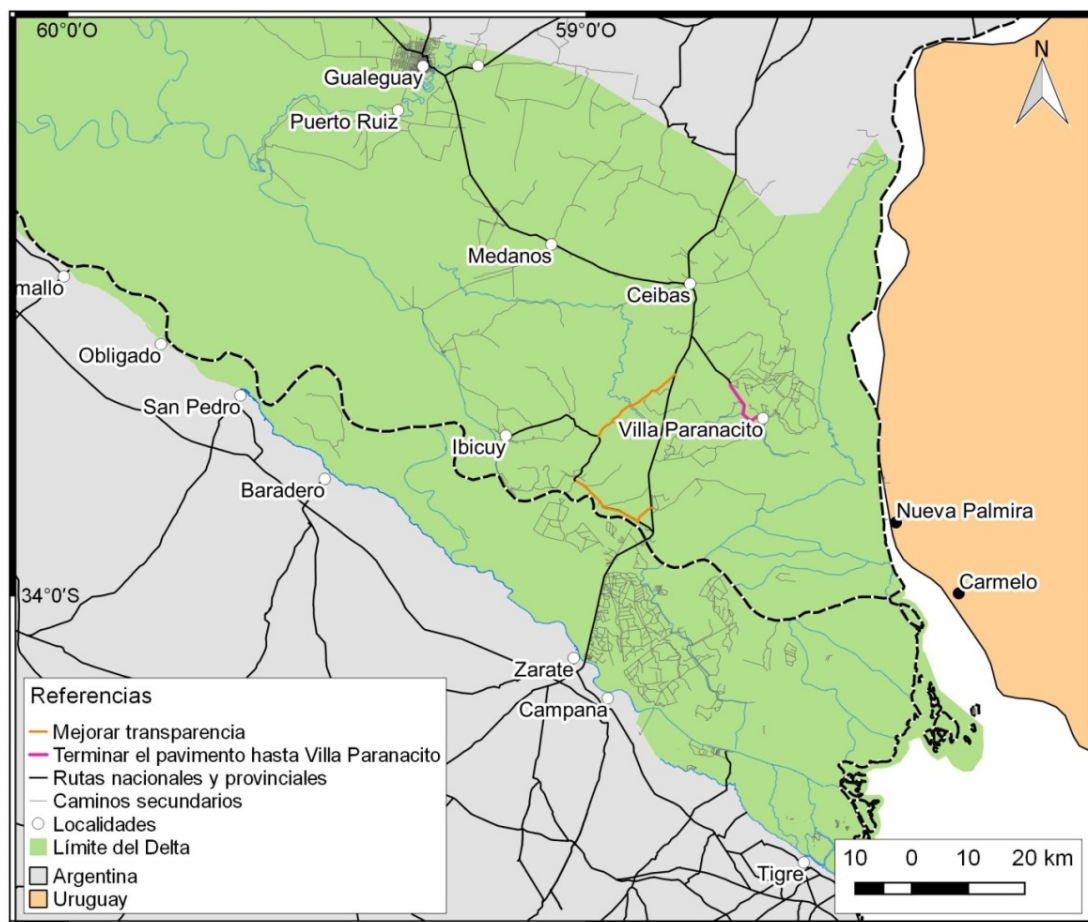 60°0'O
59°0'O
N
Gualeguay
Puerto Ruiz
Medanos
Ceibas
mallo
Obligado
San Pedro
Villa Paranacito
Ibicuy
Baradero
Nueva Palmira
Carmelo
34°0'S
Zarate
Campana
Referencias
Mejorar transparencia
Terminar el pavimento hasta Villa Paranacito
Rutas nacionales y provinciales
Caminos secundarios
Localidades
Límite del Delta
Argentina
Uruguay
Tigre
10 0 10 20 km